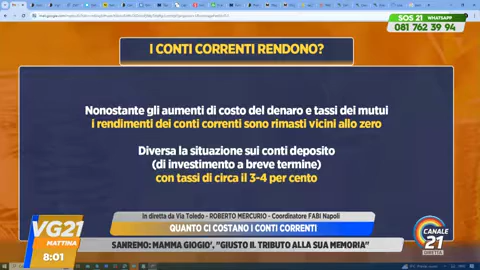 SOS 21 WHATSAPP
081 762 39 94
I CONTI CORRENTI RENDONO?
Nonostante gli aumenti di costo del denaro e tassi dei mutui
i rendimenti dei conti correnti sono rimasti vicini allo zero
Diversa la situazione sui conti deposito
(di investimento a breve termine)
con tassi di circa il 3-4 per cento
In diretta da Via Toledo - ROBERTO MERCURIO - Coordinatore FABI Napoli
QUANTO CI COSTANO I CONTI CORRENTI
SANREMO: MAMMA GIOGIO', "GIUSTO IL TRIBUTO ALLA SUA MEMORIA"
VG21
MATTINA
8:01
CANALE
21
DIRETTA